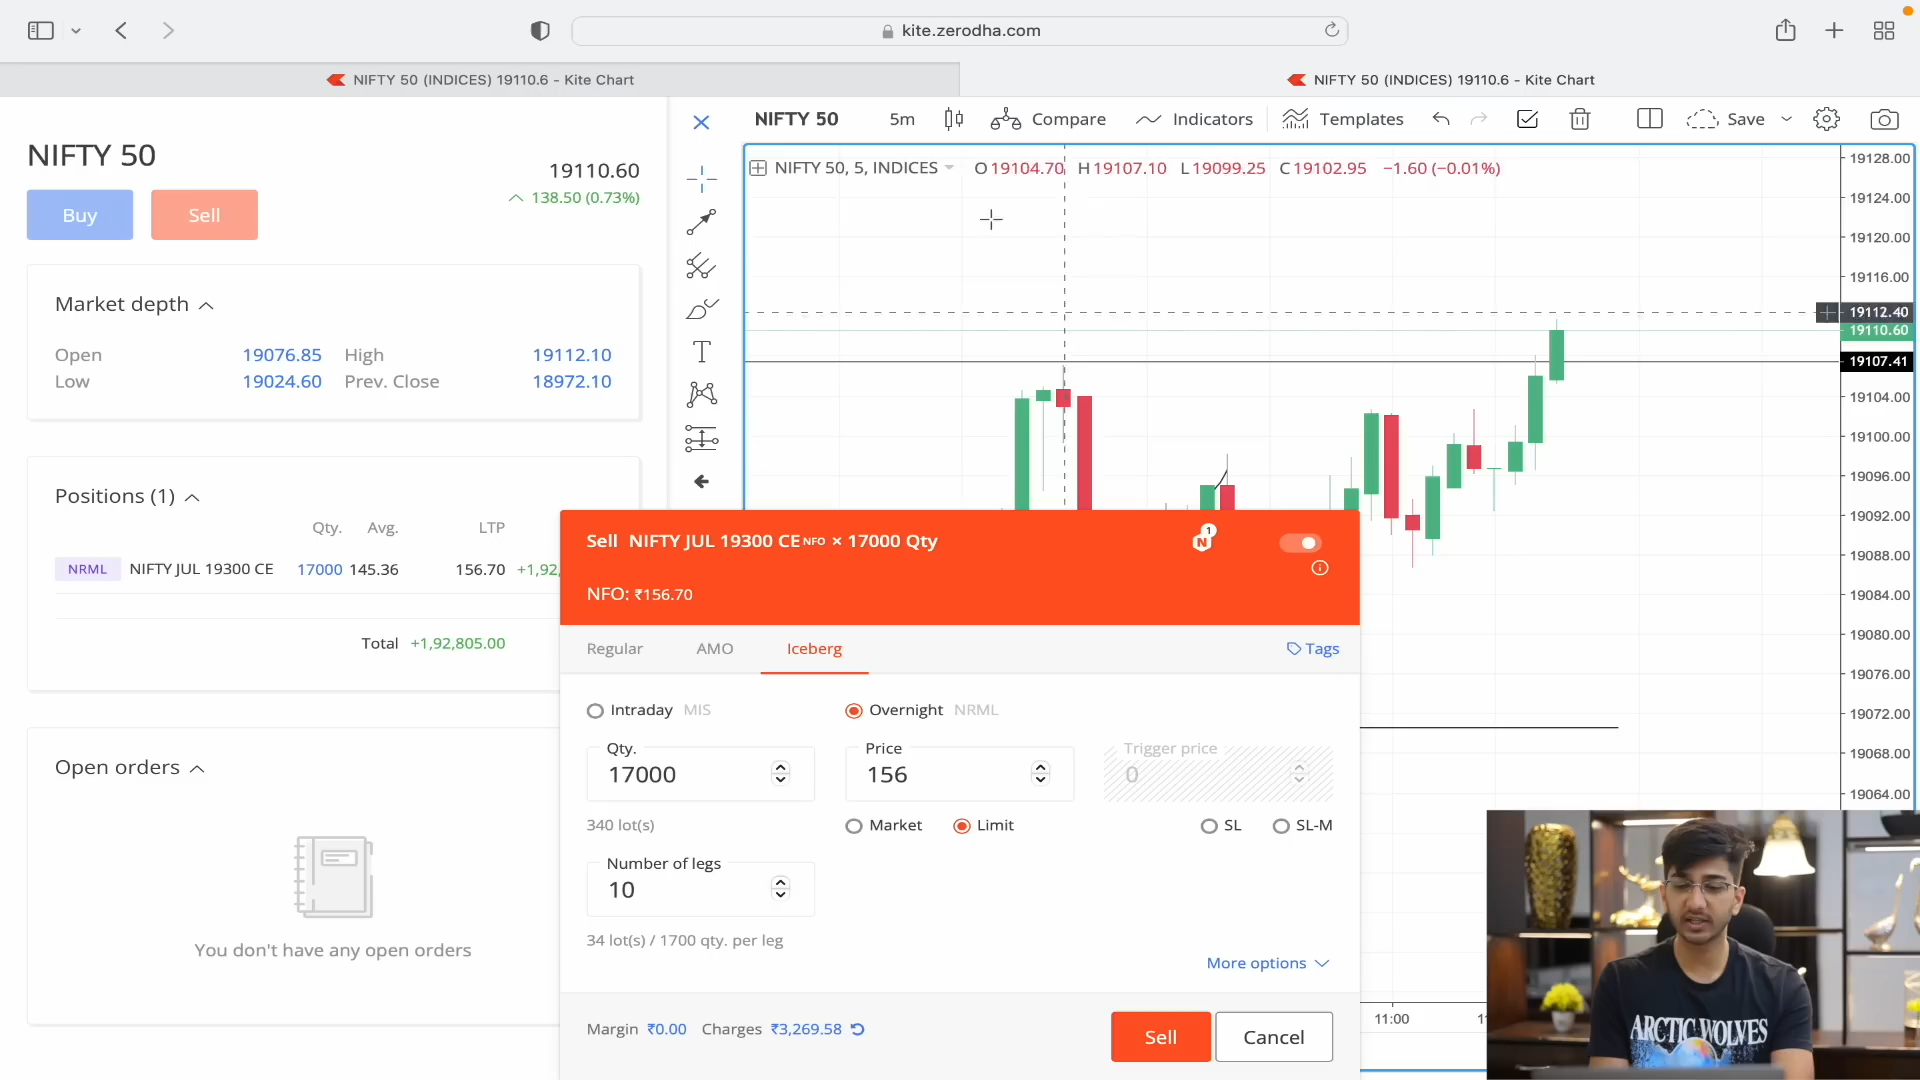 kite.zerodha.com
NIFTY 50 (INDICES) 19110.6 - Kite Chart
NIFTY 50 (INDICES) 19110.6 - Kite Chart
NIFTY 50
19110.60
138.50 (0.73%)
Buy
Sell
Market depth
Open 19076.85 High 19112.10
Low 19024.60 Prev. Close 18972.10
Positions (1)
Qty. Avg. LTP
NRML NIFTY JUL 19300 CE 17000 145.36 156.70 +1,92,
Total +1,92,805.00
Open orders
You don't have any open orders
NIFTY 50 5m Compare Indicators Templates Save
NIFTY 50, 5, INDICES O 19104.70 H 19107.10 L 19099.25 C 19102.95 −1.60 (−0.01%)
19128.00
19124.00
19120.00
19116.00
19112.40
19110.60
19107.41
19104.00
19100.00
19096.00
19092.00
19088.00
19084.00
19080.00
19076.00
19072.00
19068.00
19064.00
11:00
Sell NIFTY JUL 19300 CE NFO × 17000 Qty
N 1
NFO: ₹156.70
Regular AMO Iceberg Tags
Intraday MIS Overnight NRML
Qty. Price Trigger price
17000 156 0
340 lot(s) Market Limit SL SL-M
Number of legs
10
34 lot(s) / 1700 qty. per leg
More options
Margin ₹0.00 Charges ₹3,269.58
Sell Cancel
ARCTIC WOLVES